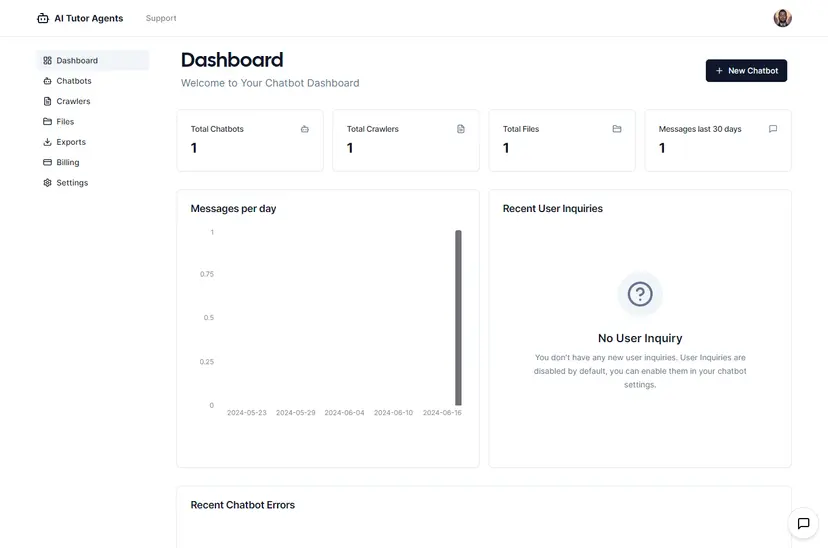 AI Tutor Agents
Support
Dashboard
Chatbots
Crawlers
Files
Exports
Billing
Settings
Dashboard
Welcome to Your Chatbot Dashboard
New Chatbot
Total Chatbots
1
Total Crawlers
1
Total Files
1
Messages last 30 days
1
Messages per day
1
0.75
0.5
0.25
0
2024-05-23 2024-05-29 2024-06-04 2024-06-10 2024-06-16
Recent User Inquiries
No User Inquiry
You don't have any new user inquiries. User Inquiries are
disabled by default, you can enable them in your chatbot
settings.
Recent Chatbot Errors